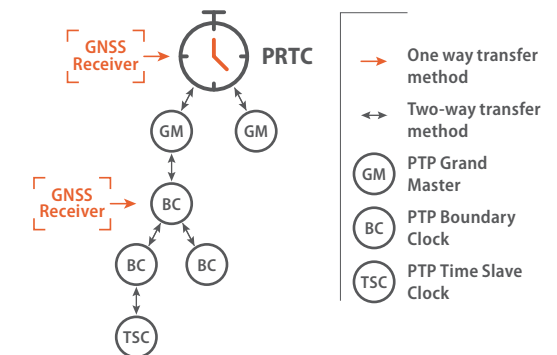 GNSS
Receiver
PRTC
GM
GM
GNSS
Receiver
BC
BC
BC
TSC
One way transfer
method
Two-way transfer
method
GM
PTP Grand
Master
BC
PTP Boundary
Clock
TSC
PTP Time Slave
Clock